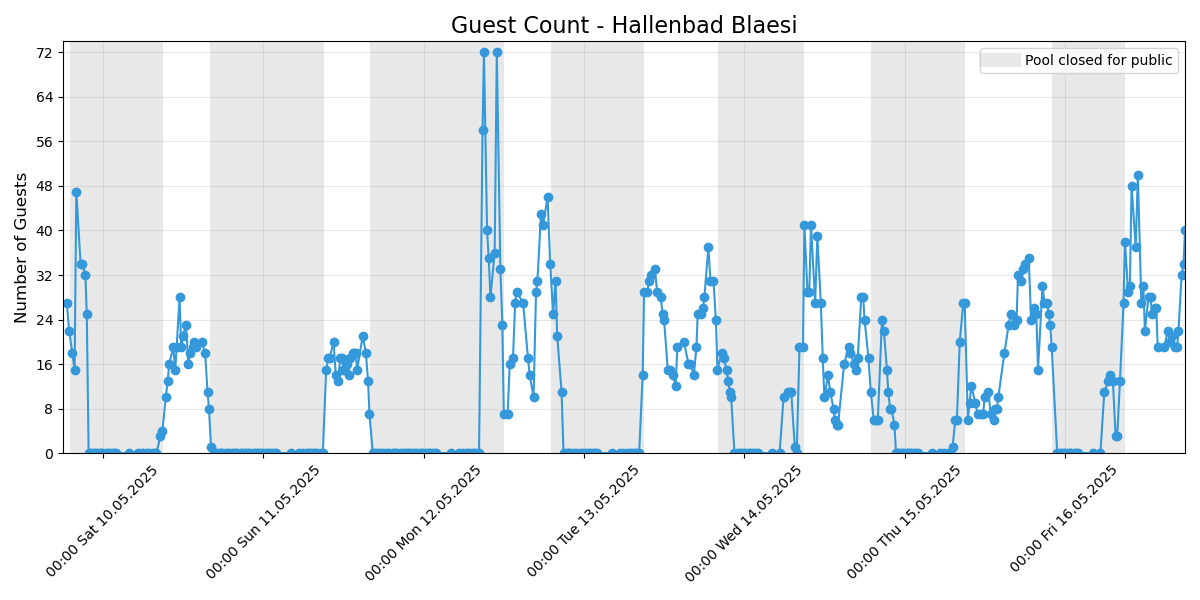 Guest Count - Hallenbad Blaesi
Pool closed for public
Number of Guests
72
64
56
48
40
32
24
16
8
0
00:00 Sat 10.05.2025
00:00 Sun 11.05.2025
00:00 Mon 12.05.2025
00:00 Tue 13.05.2025
00:00 Wed 14.05.2025
00:00 Thu 15.05.2025
00:00 Fri 16.05.2025